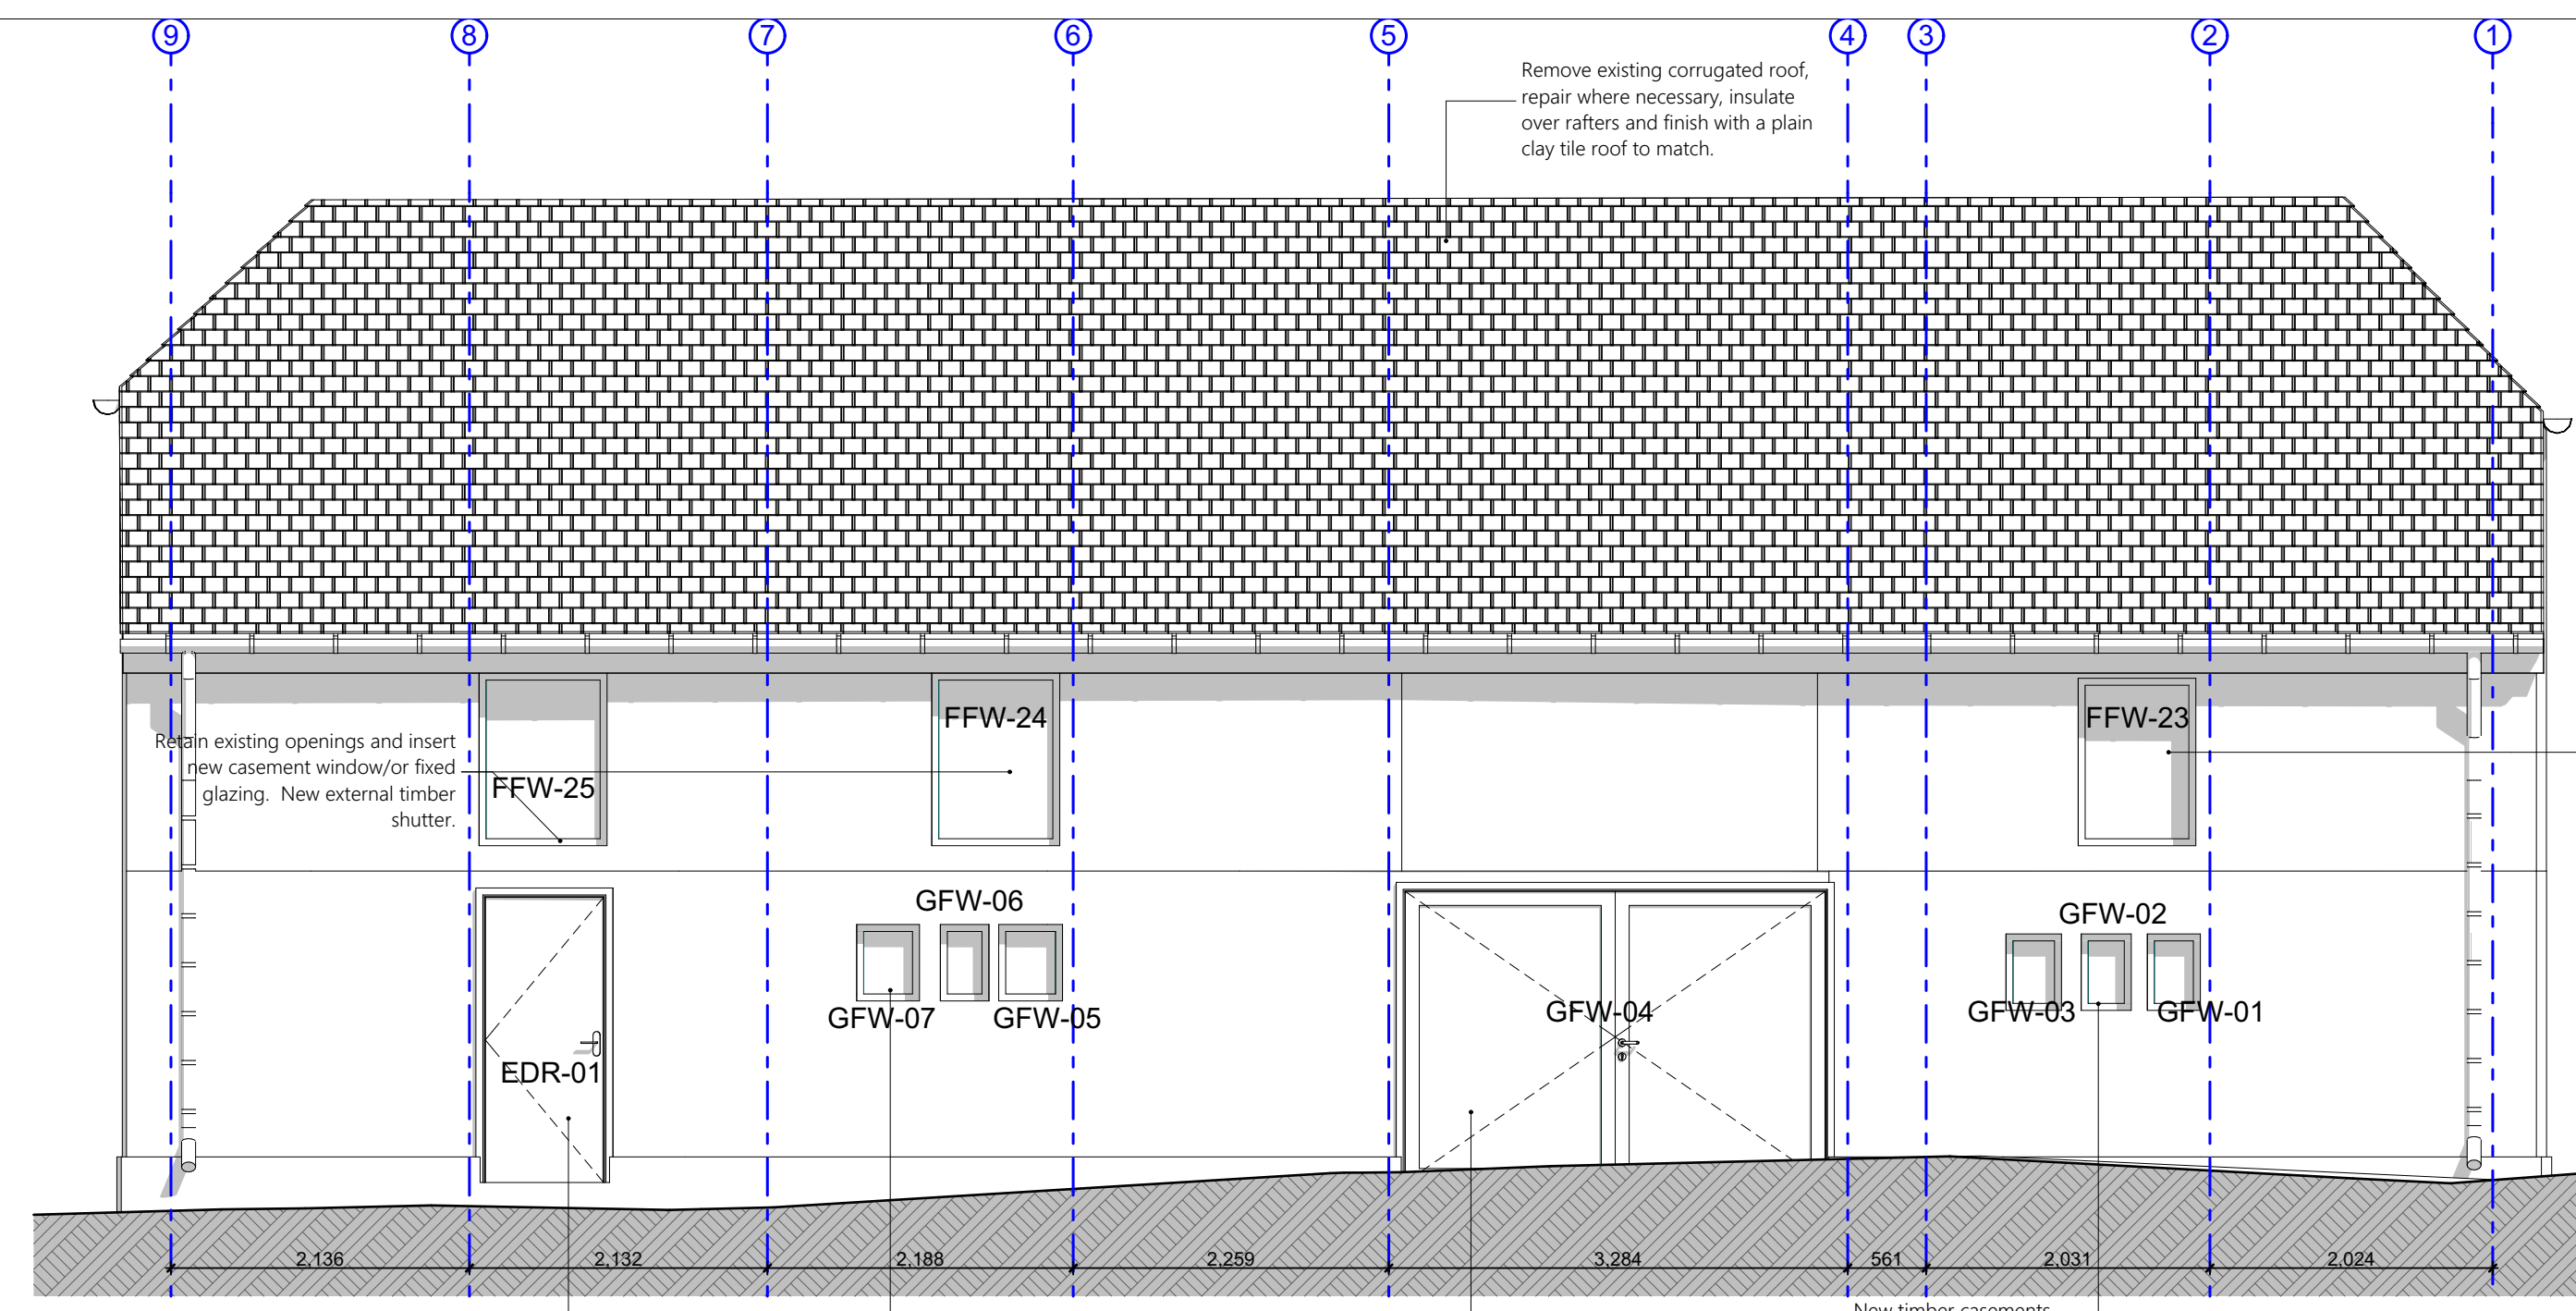 9 8 7 6 5 4 3 2 1
Remove existing corrugated roof,
repair where necessary, insulate
over rafters and finish with a plain
clay tile roof to match.
FFW-24
FFW-23
Retain existing openings and insert
new casement window/or fixed
glazing. New external timber
shutter.
FFW-25
GFW-06
GFW-02
GFW-07
GFW-05
GFW-04
GFW-03
GFW-01
EDR-01
2,136 2,132 2,188 2,259 3,284 561 2,031 2,024
New timber casements